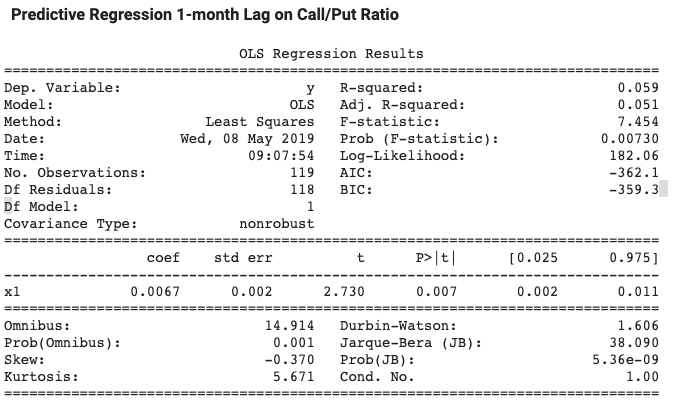 Predictive Regression 1-month Lag on Call/Put Ratio
OLS Regression Results
==============================================================================
Dep. Variable: y R-squared: 0.059
Model: OLS Adj. R-squared: 0.051
Method: Least Squares F-statistic: 7.454
Date: Wed, 08 May 2019 Prob (F-statistic): 0.00730
Time: 09:07:54 Log-Likelihood: 182.06
No. Observations: 119 AIC: -362.1
Df Residuals: 118 BIC: -359.3
Df Model: 1
Covariance Type: nonrobust
==============================================================================
coef std err t P>|t| [0.025 0.975]
------------------------------------------------------------------------------
x1 0.0067 0.002 2.730 0.007 0.002 0.011
==============================================================================
Omnibus: 14.914 Durbin-Watson: 1.606
Prob(Omnibus): 0.001 Jarque-Bera (JB): 38.090
Skew: -0.370 Prob(JB): 5.36e-09
Kurtosis: 5.671 Cond. No. 1.00
==============================================================================